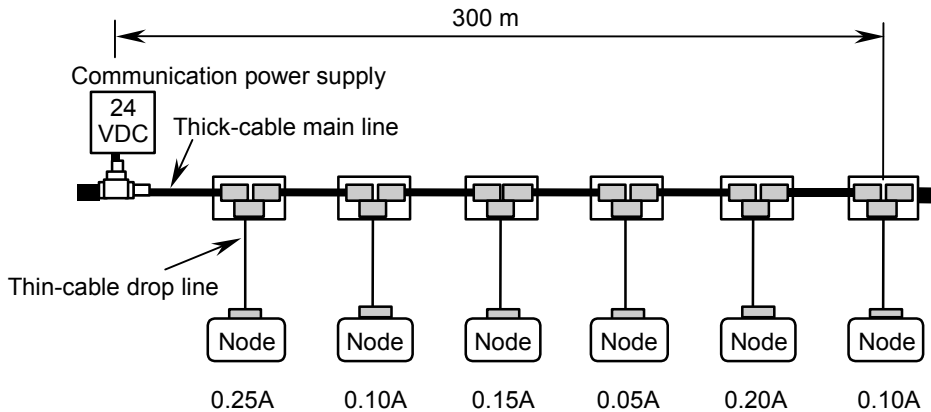 300 m
Communication power supply
24
VDC
Thick-cable main line
Thin-cable drop line
Node Node Node Node Node Node
0.25A 0.10A 0.15A 0.05A 0.20A 0.10A